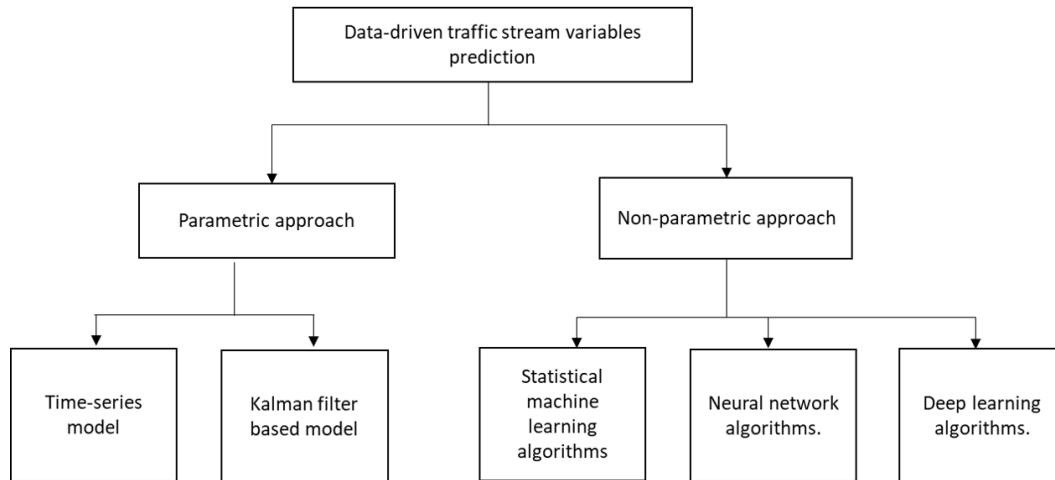 Data-driven traffic stream variables
prediction
Parametric approach
Non-parametric approach
Time-series
model
Kalman filter
based model
Statistical
machine
learning
algorithms
Neural network
algorithms.
Deep learning
algorithms.